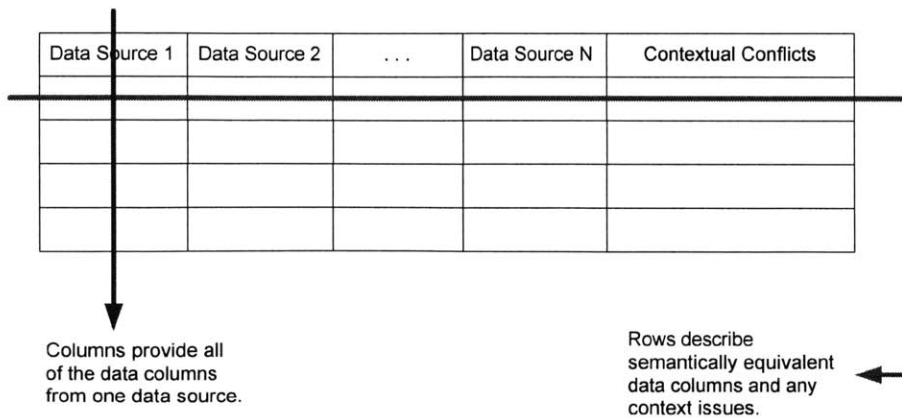 Data Source 1 Data Source 2 . . . Data Source N Contextual Conflicts
Columns provide all
of the data columns
from one data source.
Rows describe
semantically equivalent
data columns and any
context issues.